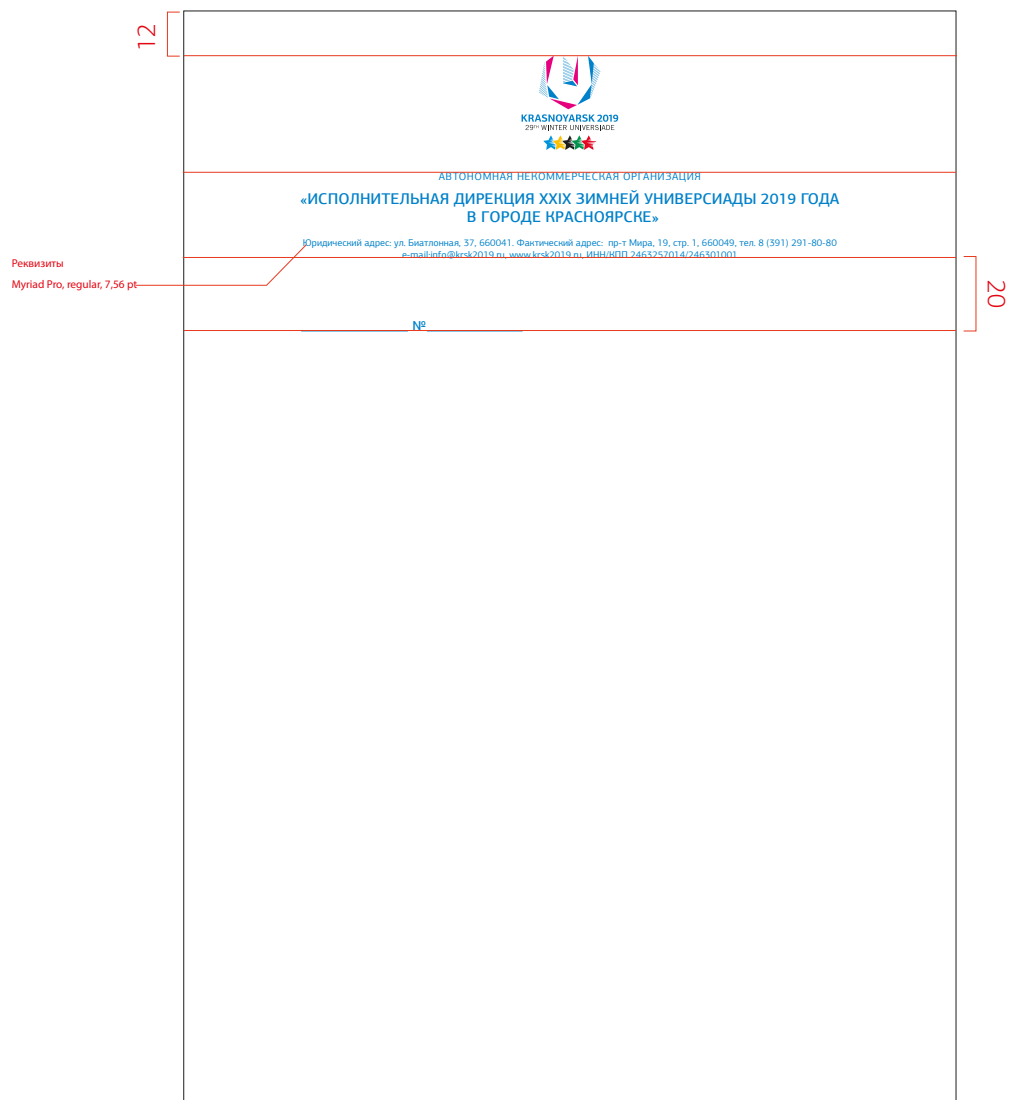 12
KRASNOYARSK 2019
29TH WINTER UNIVERSIADE
АВТОНОМНАЯ НЕКОММЕРЧЕСКАЯ ОРГАНИЗАЦИЯ
«ИСПОЛНИТЕЛЬНАЯ ДИРЕКЦИЯ XXIX ЗИМНЕЙ УНИВЕРСИАДЫ 2019 ГОДА
В ГОРОДЕ КРАСНОЯРСКЕ»
Юридический адрес: ул. Биатлонная, 37, 660041. Фактический адрес: пр-т Мира, 19, стр. 1, 660049, тел. 8 (391) 291-80-80
e-mail:info@krsk2019.ru, www.krsk2019.ru, ИНН/КПП 2463257014/246301001
Реквизиты
Myriad Pro, regular, 7,56 pt
20
№